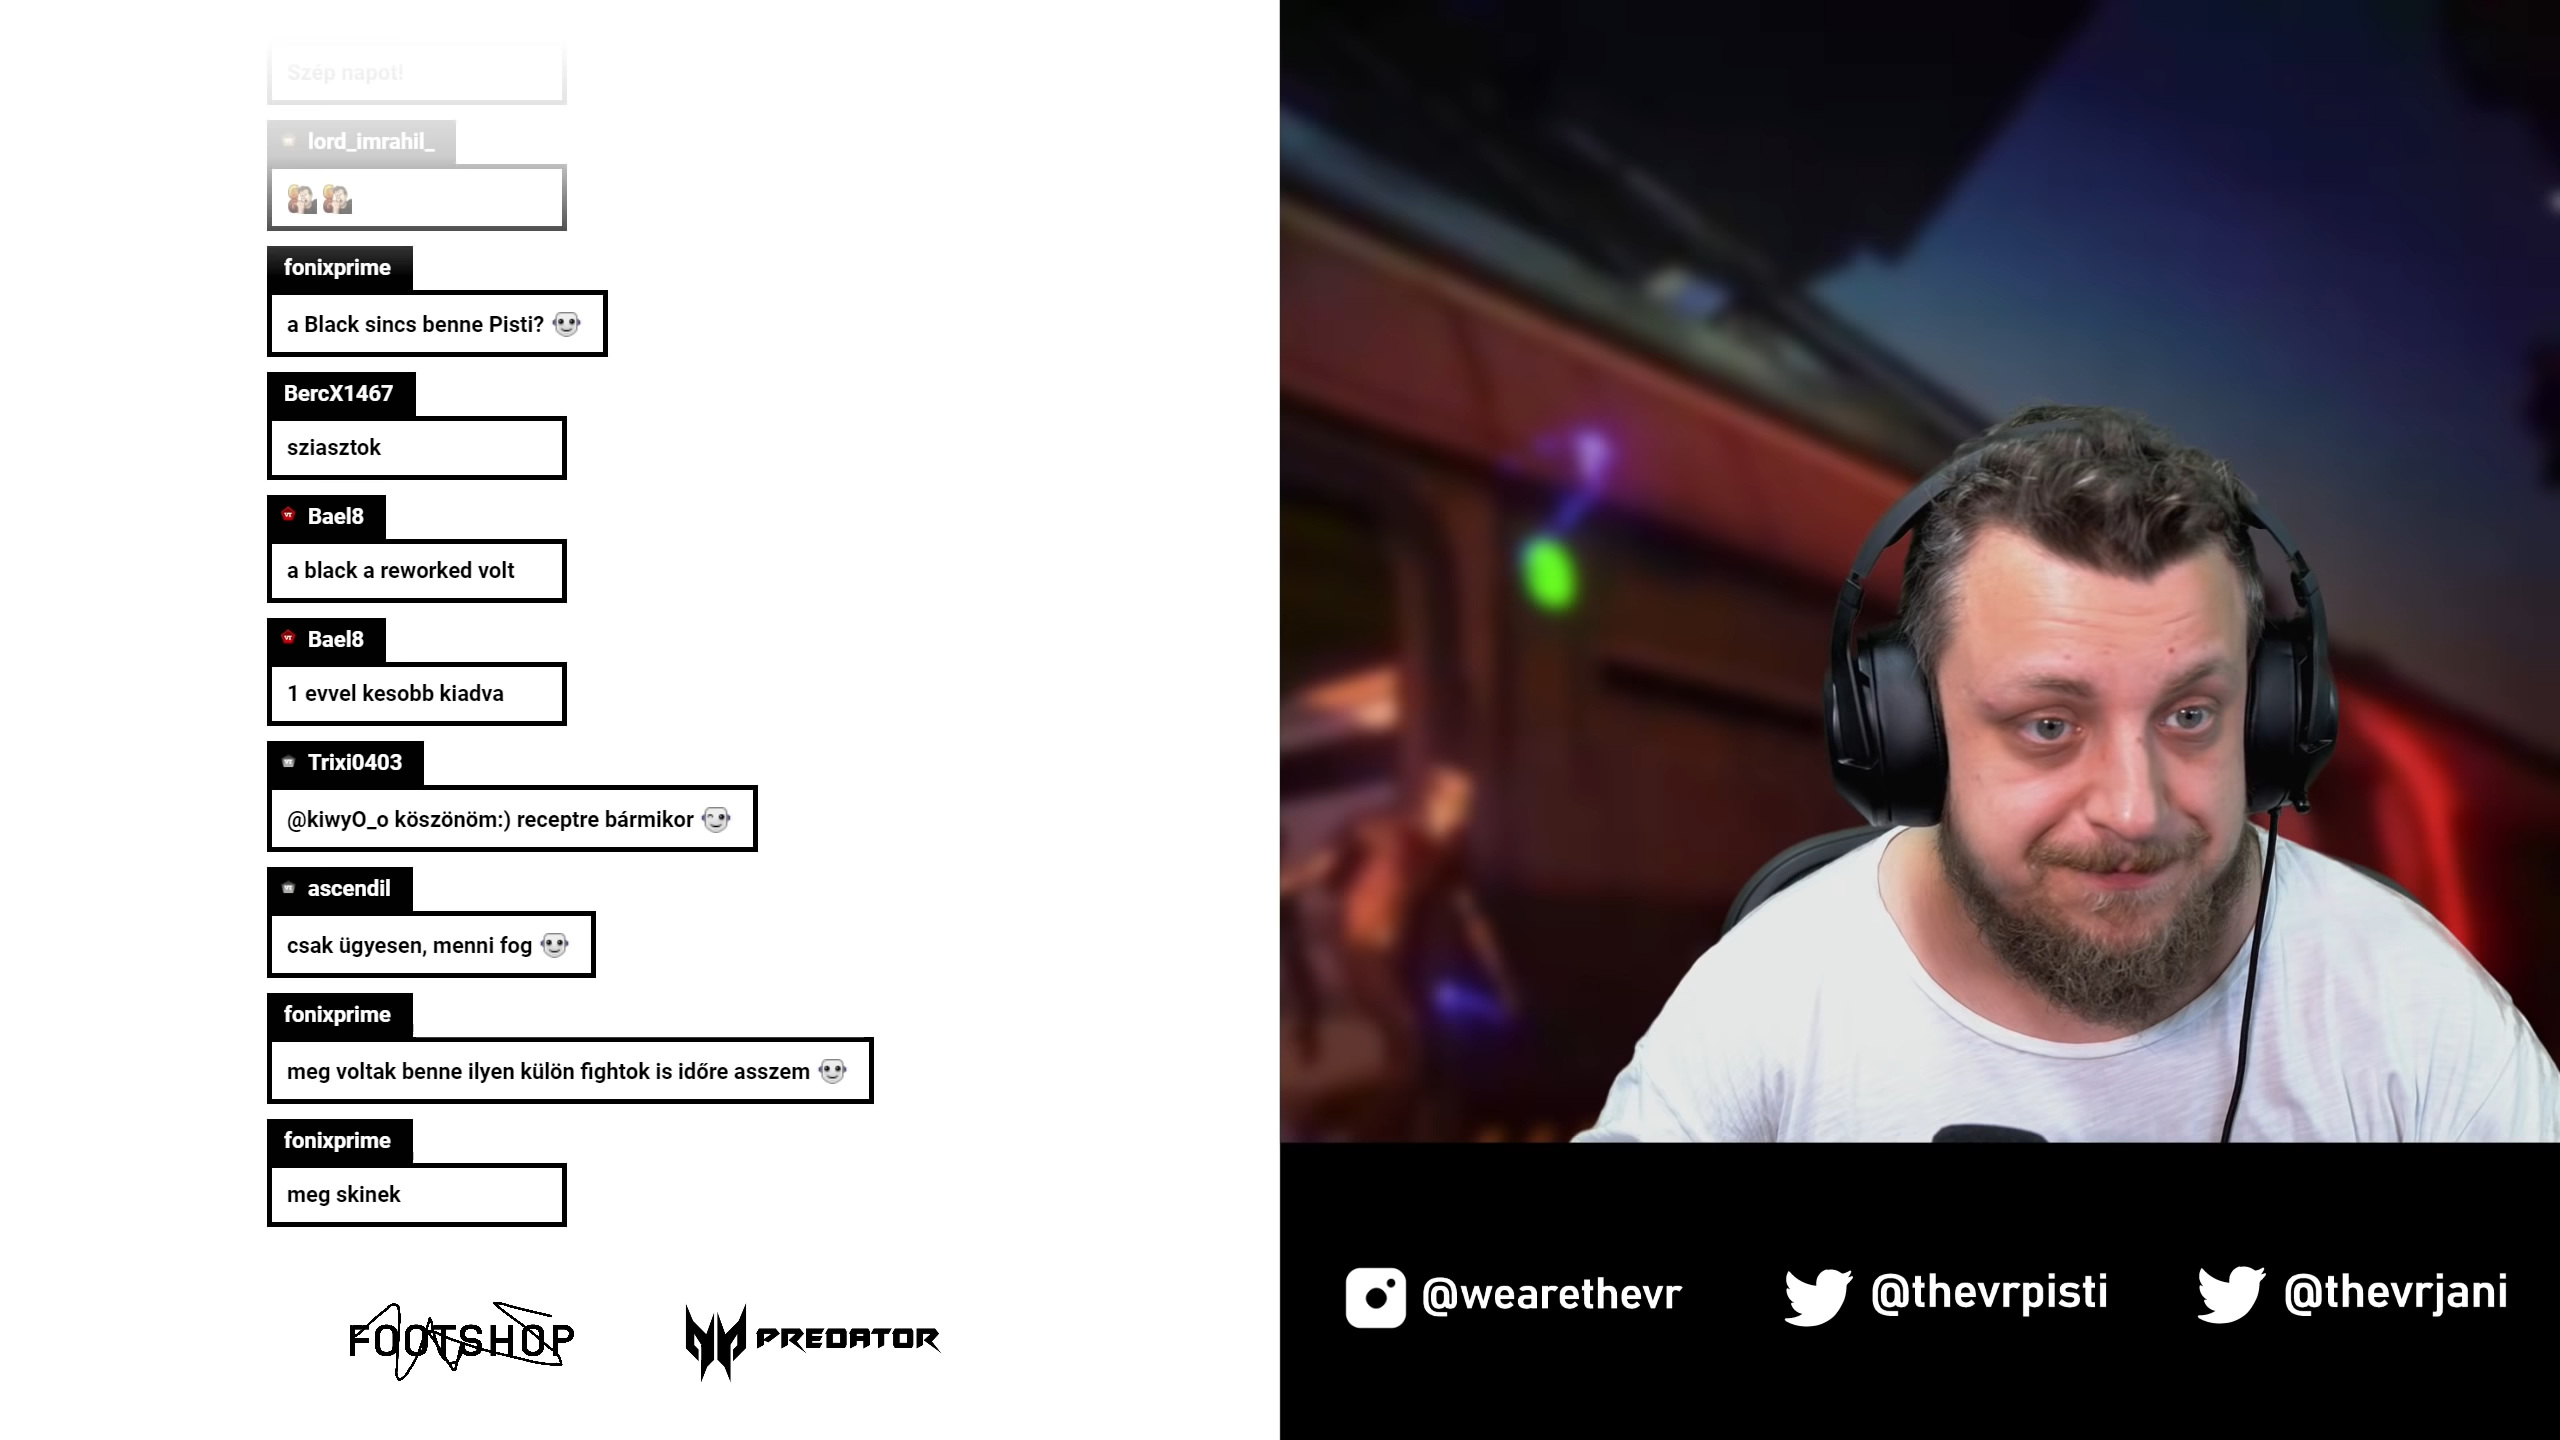 Szép napot!
lord_imrahil_
fonixprime
a Black sincs benne Pisti?
BercX1467
sziasztok
Bael8
a black a reworked volt
Bael8
1 evvel kesobb kiadva
Trixi0403
@kiwyO_o köszönöm:) receptre bármikor
ascendil
csak ügyesen, menni fog
fonixprime
meg voltak benne ilyen külön fightok is időre asszem
fonixprime
meg skinek
FOOTSHOP
PREDATOR
@wearethevr
@thevrpisti
@thevrjani